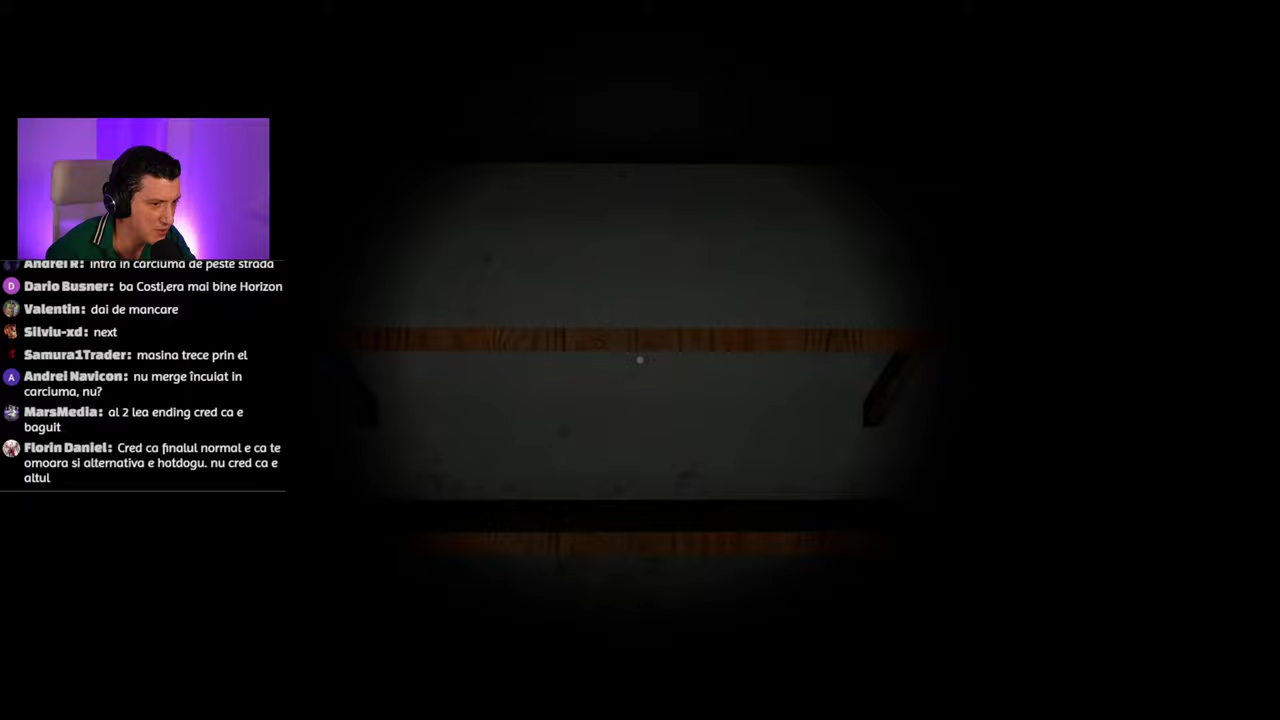 Andrei R: intra in carciuma de peste strada
D Dario Busner: ba Costi,era mai bine Horizon
Valentin: dai de mancare
Silviu-xd: next
Samura1Trader: masina trece prin el
A Andrei Navicon: nu merge încuiat in
carciuma, nu?
MarsMedia: al 2 lea ending cred ca e
baguit
Florin Daniel: Cred ca finalul normal e ca te
omoara si alternativa e hotdogu. nu cred ca e
altul